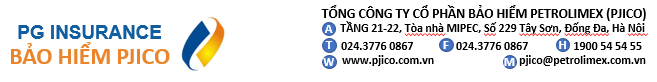 PG INSURANCE
BẢO HIỂM PJICO
TỔNG CÔNG TY CỔ PHẦN BẢO HIỂM PETROLIMEX (PJICO)
A TẦNG 21-22, Tòa nhà MIPEC, Số 229 Tây Sơn, Đống Đa, Hà Nôi
T 024.3776 0867 F 024.3776 0867 H 1900 54 54 55
W www.pjico.com.vn M pjico@petrolimex.com.vn